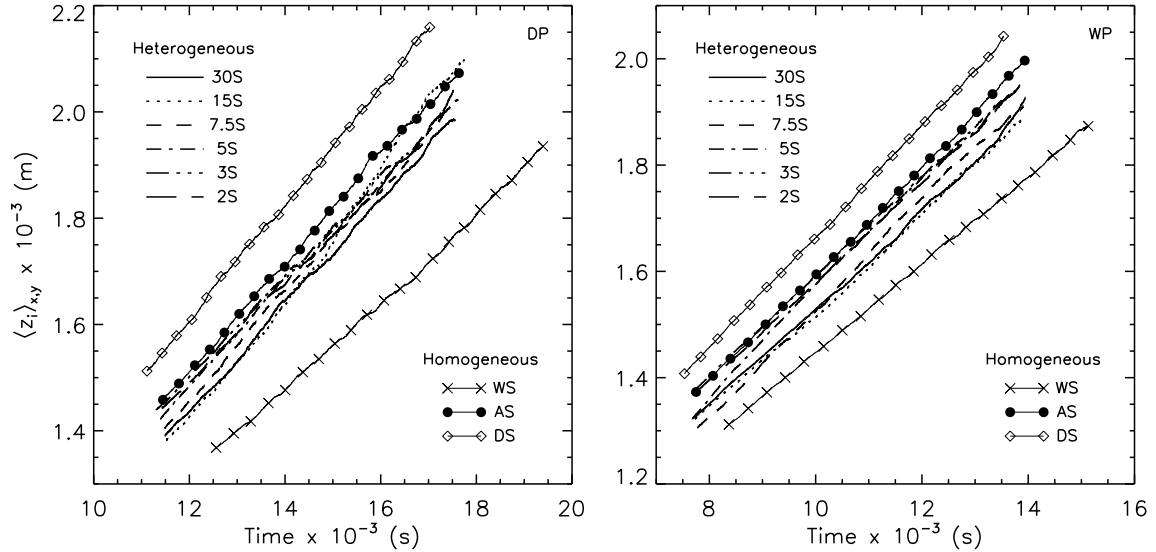 DP
Heterogeneous
30S
15S
7.5S
5S
3S
2S
Homogeneous
WS
AS
DS
2.2
2.0
1.8
1.6
1.4
⟨z_i⟩_x,y x 10^-3 (m)
10 12 14 16 18 20
Time x 10^-3 (s)
WP
Heterogeneous
30S
15S
7.5S
5S
3S
2S
Homogeneous
WS
AS
DS
2.0
1.8
1.6
1.4
1.2
8 10 12 14 16
Time x 10^-3 (s)